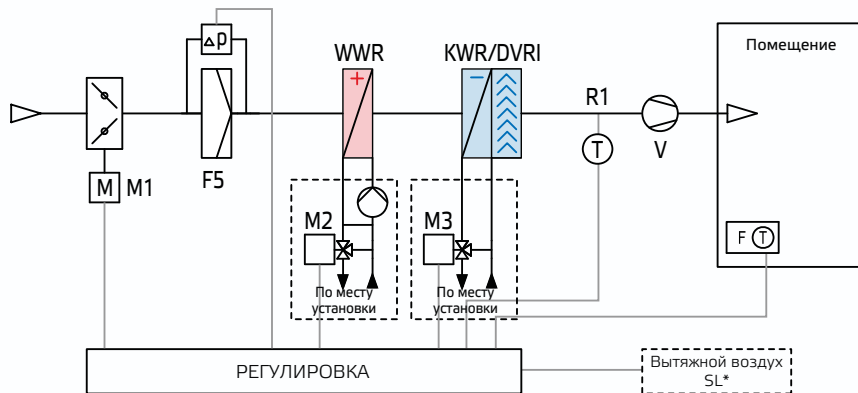 Помещение
Δp
WWR
KWR/DVRI
+
−
R1
T
V
M
M1
F5
F T
M2
M3
По месту
установки
По месту
установки
РЕГУЛИРОВКА
Вытяжной воздух
SL*